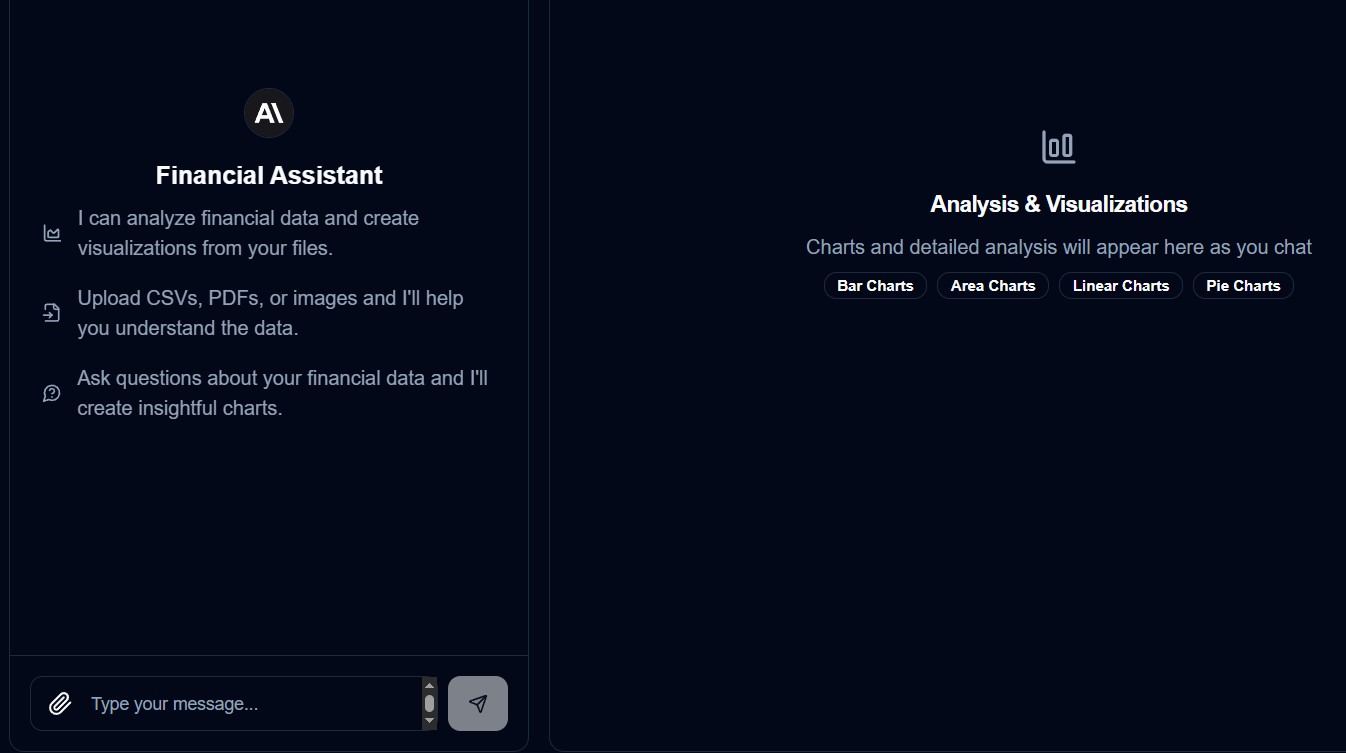 A\
Financial Assistant
I can analyze financial data and create
visualizations from your files.
Upload CSVs, PDFs, or images and I'll help
you understand the data.
Ask questions about your financial data and I'll
create insightful charts.
Type your message...
Analysis & Visualizations
Charts and detailed analysis will appear here as you chat
Bar Charts
Area Charts
Linear Charts
Pie Charts